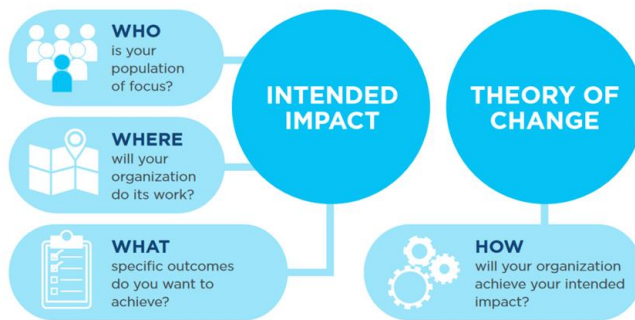 WHO
is your
population
of focus?
WHERE
will your
organization
do its work?
WHAT
specific outcomes
do you want to
achieve?
INTENDED
IMPACT
THEORY OF
CHANGE
HOW
will your organization
achieve your intended
impact?